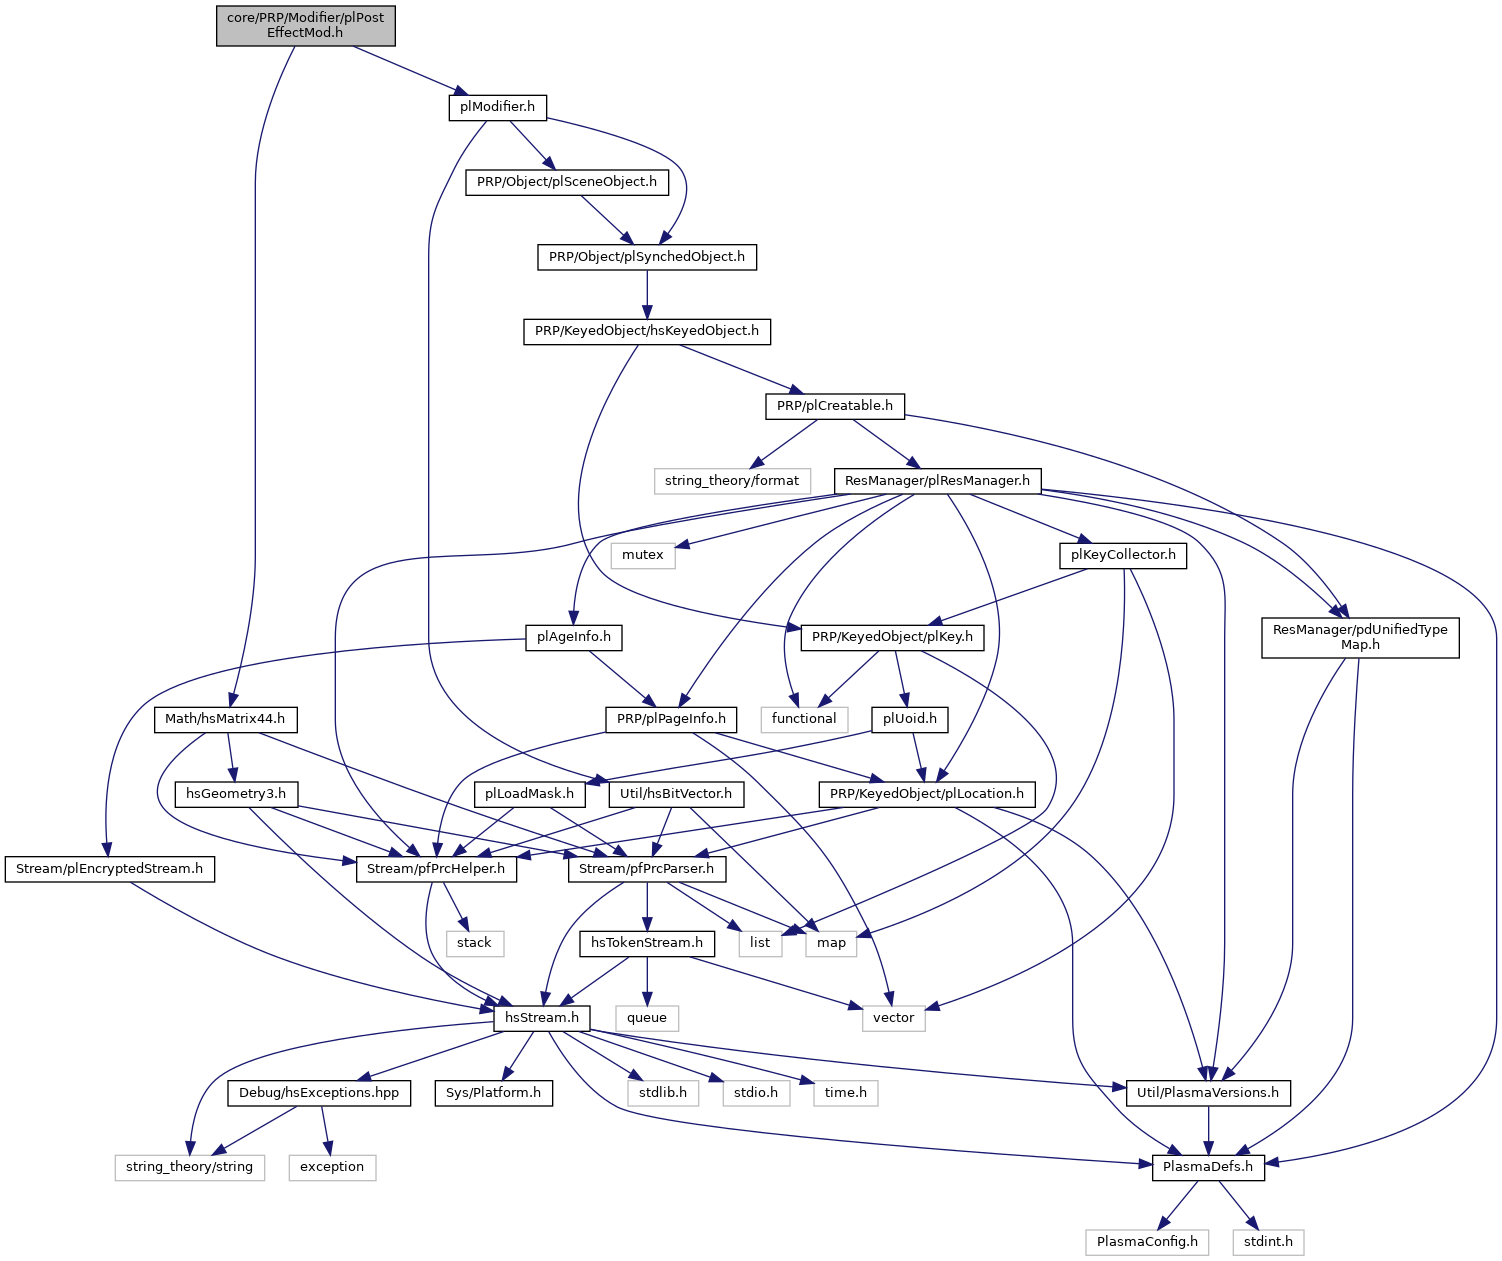 core/PRP/Modifier/plPost
EffectMod.h
plModifier.h
PRP/Object/plSceneObject.h
PRP/Object/plSynchedObject.h
PRP/KeyedObject/hsKeyedObject.h
PRP/plCreatable.h
string_theory/format
ResManager/plResManager.h
mutex
plKeyCollector.h
plAgeInfo.h
PRP/KeyedObject/plKey.h
ResManager/pdUnifiedType
Map.h
Math/hsMatrix44.h
PRP/plPageInfo.h
functional
plUoid.h
hsGeometry3.h
plLoadMask.h
Util/hsBitVector.h
PRP/KeyedObject/plLocation.h
Stream/plEncryptedStream.h
Stream/pfPrcHelper.h
Stream/pfPrcParser.h
stack
hsTokenStream.h
list
map
hsStream.h
queue
vector
Debug/hsExceptions.hpp
Sys/Platform.h
stdlib.h
stdio.h
time.h
Util/PlasmaVersions.h
string_theory/string
exception
PlasmaDefs.h
PlasmaConfig.h
stdint.h